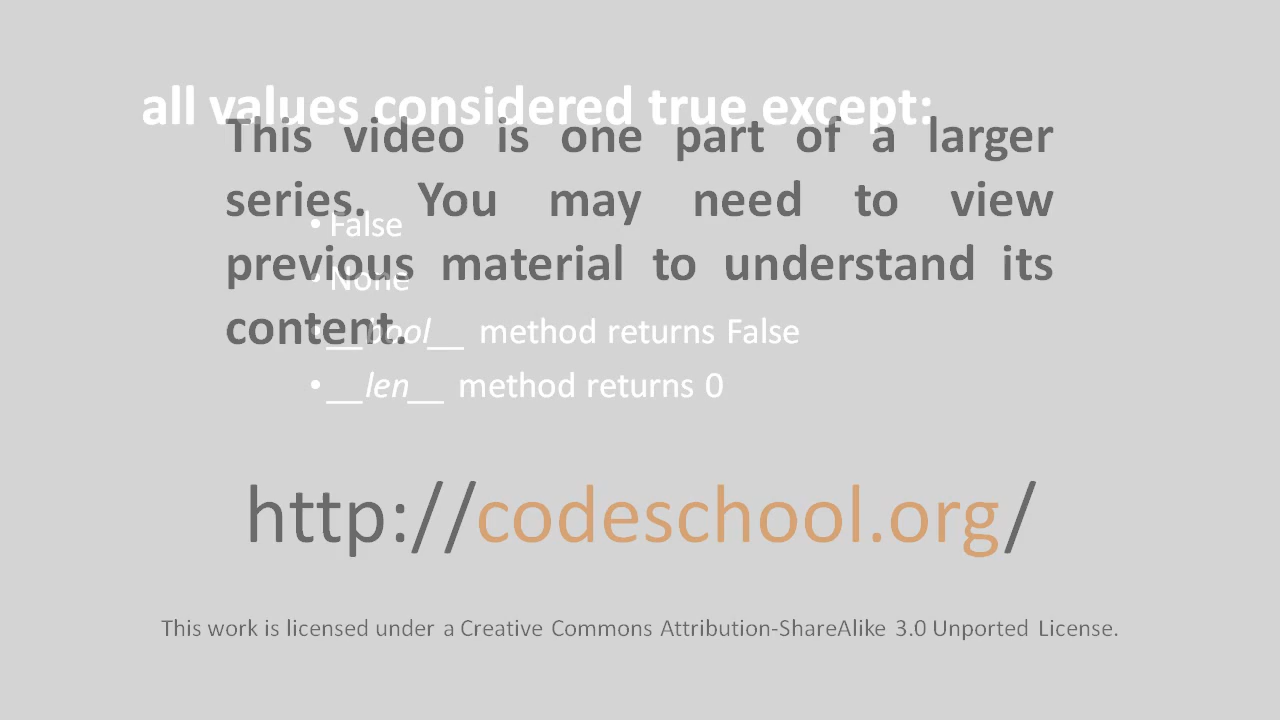 all values considered true except:
This video is one part of a larger
series. You may need to view
• False
previous material to understand its
• None
content.
• __bool__ method returns False
• __len__ method returns 0
http://codeschool.org/
This work is licensed under a Creative Commons Attribution-ShareAlike 3.0 Unported License.